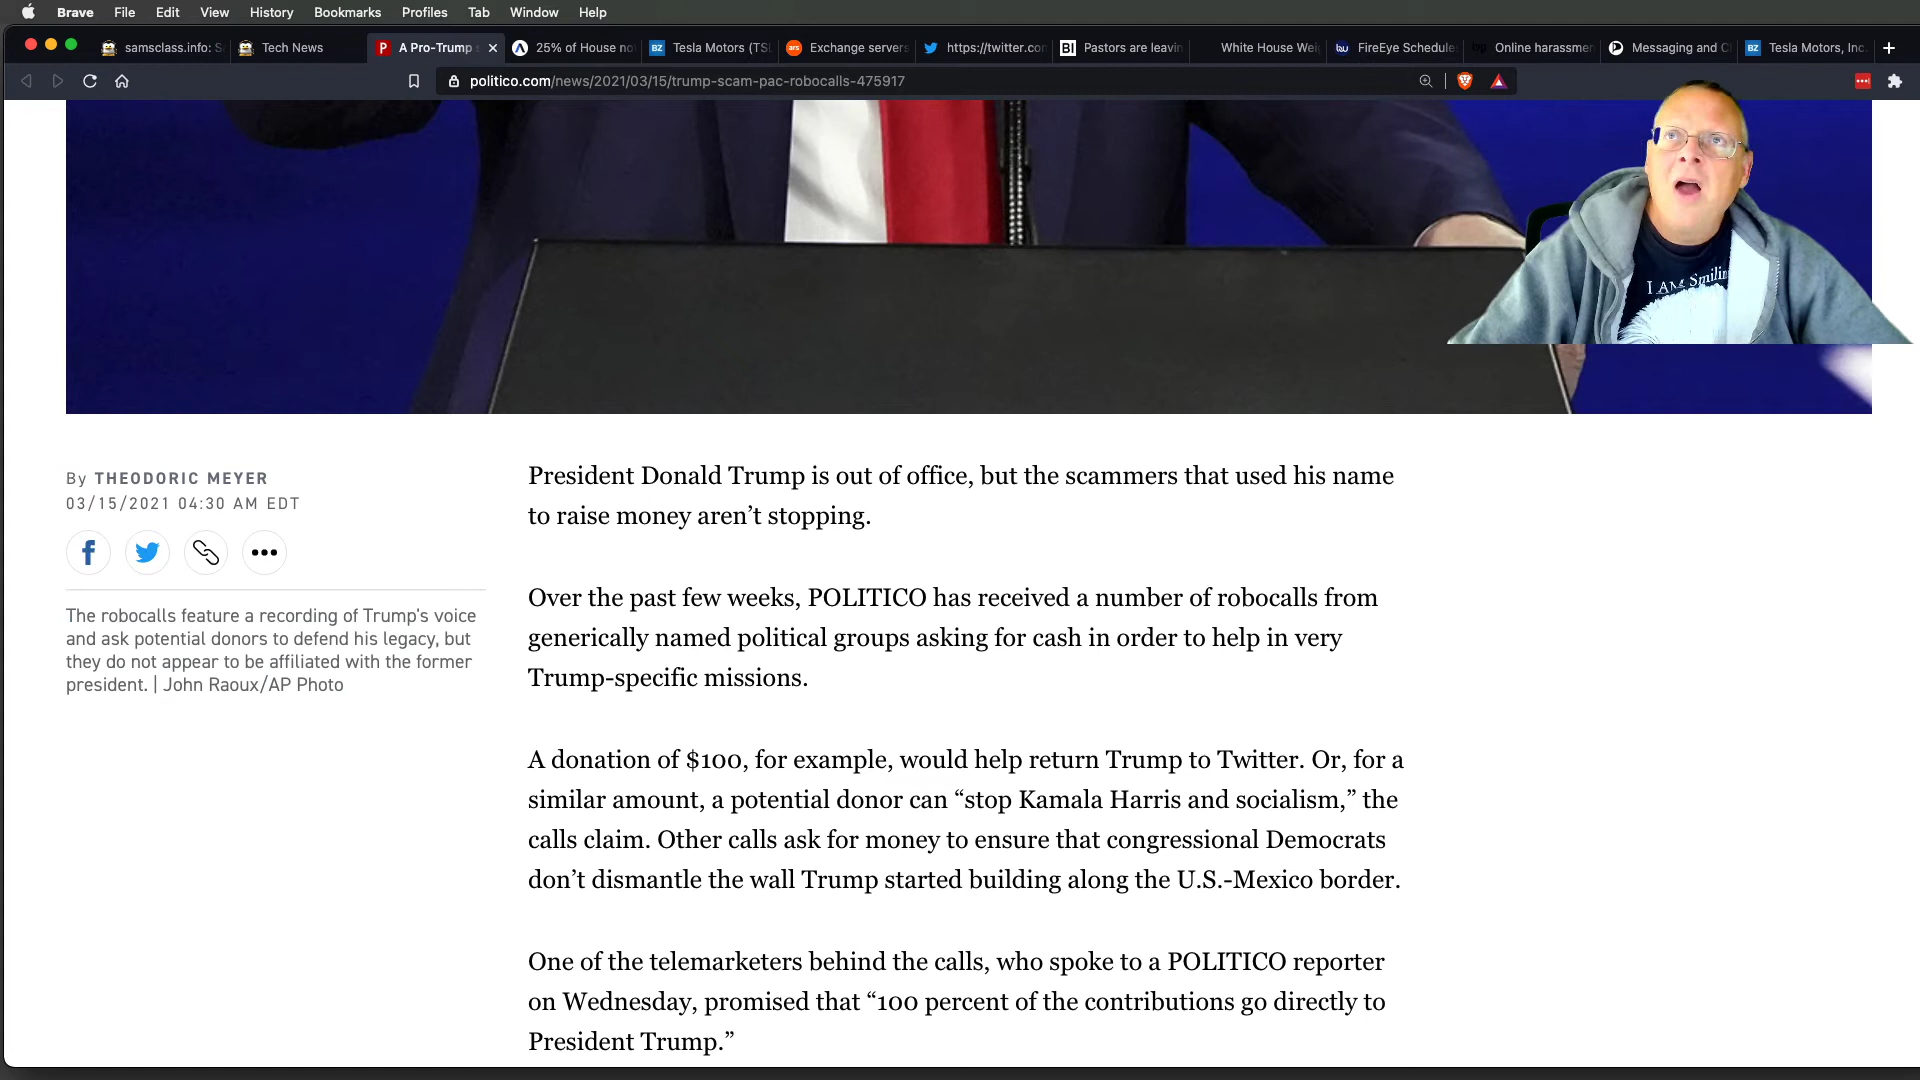 Brave File Edit View History Bookmarks Profiles Tab Window Help
samsclass.info: S Tech News A Pro-Trump s 25% of House no Tesla Motors (TSL Exchange servers https://twitter.com Pastors are leavin White House Wei FireEye Schedule Online harassmen Messaging and C Tesla Motors, Inc.
politico.com/news/2021/03/15/trump-scam-pac-robocalls-475917
I AM Smilin
By THEODORIC MEYER
03/15/2021 04:30 AM EDT
The robocalls feature a recording of Trump's voice
and ask potential donors to defend his legacy, but
they do not appear to be affiliated with the former
president. | John Raoux/AP Photo
President Donald Trump is out of office, but the scammers that used his name
to raise money aren’t stopping.
Over the past few weeks, POLITICO has received a number of robocalls from
generically named political groups asking for cash in order to help in very
Trump-specific missions.
A donation of $100, for example, would help return Trump to Twitter. Or, for a
similar amount, a potential donor can “stop Kamala Harris and socialism,” the
calls claim. Other calls ask for money to ensure that congressional Democrats
don’t dismantle the wall Trump started building along the U.S.-Mexico border.
One of the telemarketers behind the calls, who spoke to a POLITICO reporter
on Wednesday, promised that “100 percent of the contributions go directly to
President Trump.”